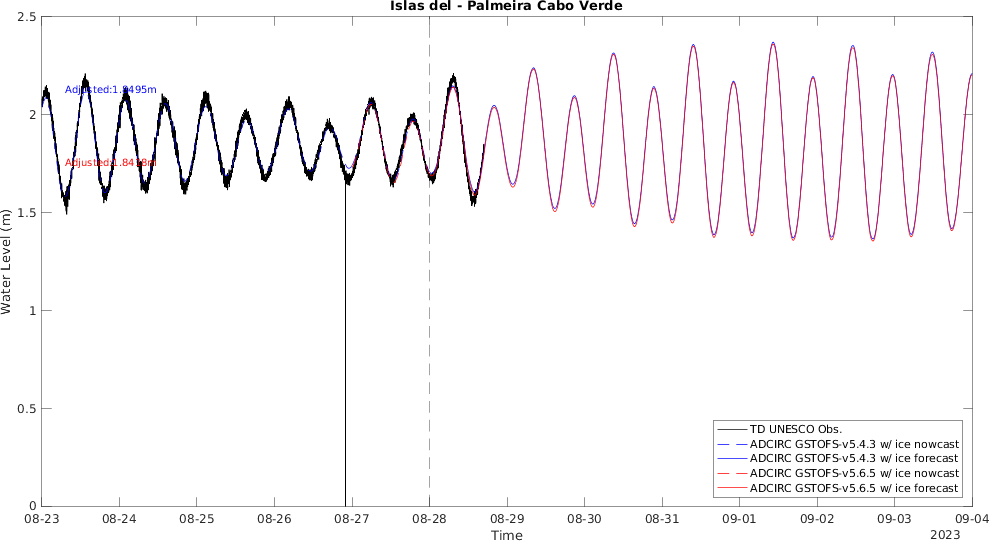 Islas del - Palmeira Cabo Verde
2.5
2
1.5
1
0.5
0
Water Level (m)
Adjusted:1.8495m
TD UNESCO Obs.
ADCIRC GSTOFS-v5.4.3 w/ ice nowcast
ADCIRC GSTOFS-v5.4.3 w/ ice forecast
ADCIRC GSTOFS-v5.6.5 w/ ice nowcast
ADCIRC GSTOFS-v5.6.5 w/ ice forecast
08-23 08-24 08-25 08-26 08-27 08-28 08-29 08-30 08-31 09-01 09-02 09-03 09-04
Time
2023